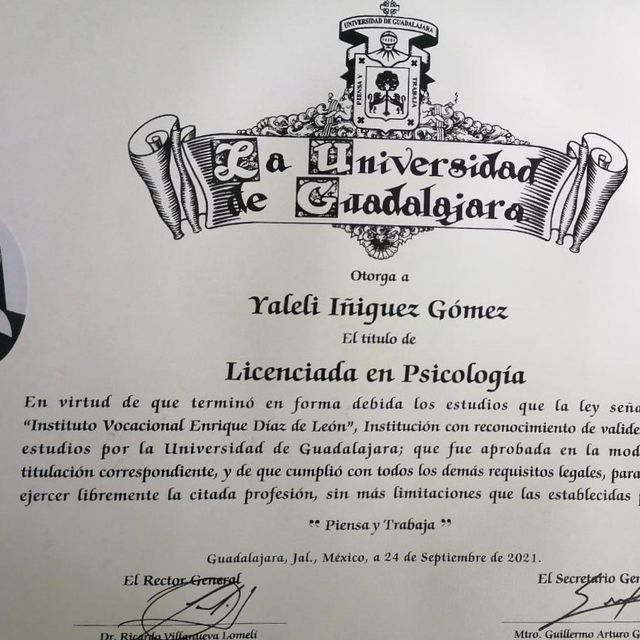 UNIVERSIDAD DE GUADALAJARA
PIENSA Y
TRABAJA
La Universidad
de Guadalajara
Otorga a
Yaleli Iñiguez Gómez
El título de
Licenciada en Psicología
En virtud de que terminó en forma debida los estudios que la ley seña
“Instituto Vocacional Enrique Díaz de León”, Institución con reconocimiento de valide
estudios por la Universidad de Guadalajara; que fue aprobada en la mod
titulación correspondiente, y de que cumplió con todos los demás requisitos legales, para
ejercer libremente la citada profesión, sin más limitaciones que las establecidas
“ Piensa y Trabaja ”
Guadalajara, Jal., México, a 24 de Septiembre de 2021.
El Rector General
El Secretario Gen
Dr. Ricardo Villanueva Lomelí
Mtro. Guillermo Arturo G